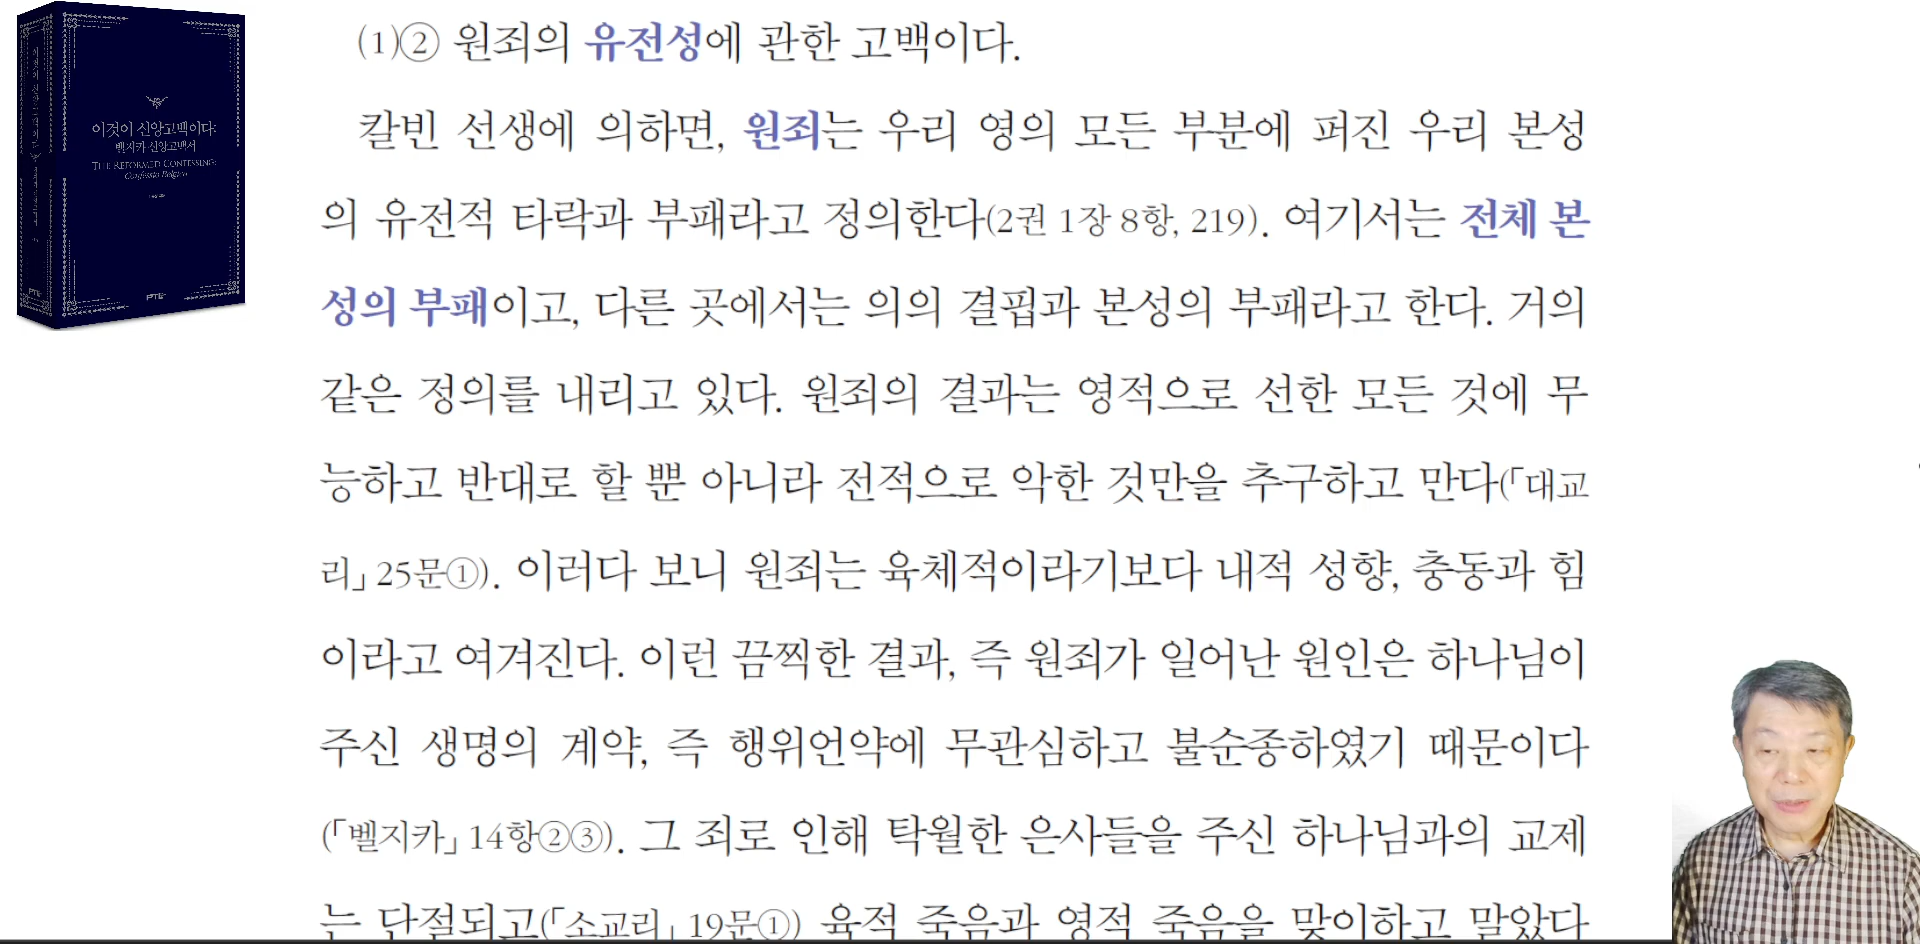 이것이 신앙고백이다:
벨지카 신앙고백서
THE REFORMED CONFESSING:
Confessio Belgica
(1)② 원죄의 유전성에 관한 고백이다.
칼빈 선생에 의하면, 원죄는 우리 영의 모든 부분에 퍼진 우리 본성
의 유전적 타락과 부패라고 정의한다(2권 1장 8항, 219). 여기서는 전체 본
성의 부패이고, 다른 곳에서는 의의 결핍과 본성의 부패라고 한다. 거의
같은 정의를 내리고 있다. 원죄의 결과는 영적으로 선한 모든 것에 무
능하고 반대로 할 뿐 아니라 전적으로 악한 것만을 추구하고 만다(「대교
리」 25문①). 이러다 보니 원죄는 육체적이라기보다 내적 성향, 충동과 힘
이라고 여겨진다. 이런 끔찍한 결과, 즉 원죄가 일어난 원인은 하나님이
주신 생명의 계약, 즉 행위언약에 무관심하고 불순종하였기 때문이다
(「벨지카」 14항②③). 그 죄로 인해 탁월한 은사들을 주신 하나님과의 교제
는 단절되고(「소교리」 19문①) 육적 죽음과 영적 죽음을 맞이하고 말았다